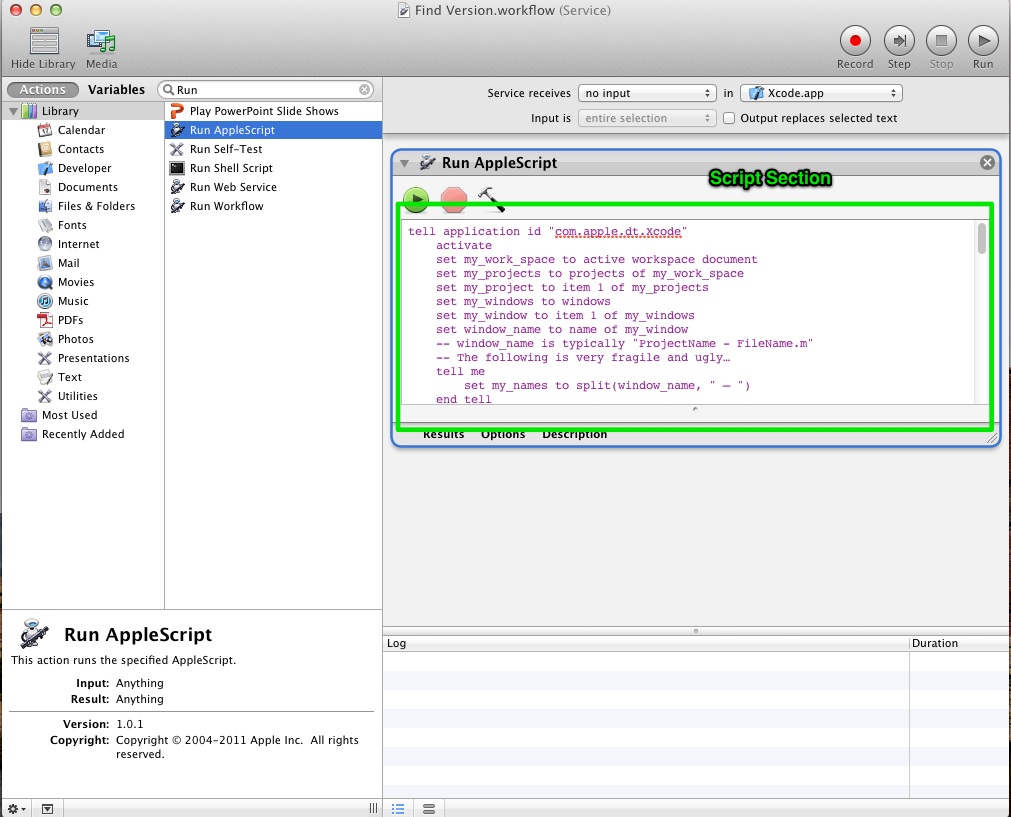 Find Version.workflow (Service)
Hide Library
Media
Record
Step
Stop
Run
Actions
Variables
Run
Library
Calendar
Contacts
Developer
Documents
Files & Folders
Fonts
Internet
Mail
Movies
Music
PDFs
Photos
Presentations
Text
Utilities
Most Used
Recently Added
Play PowerPoint Slide Shows
Run AppleScript
Run Self-Test
Run Shell Script
Run Web Service
Run Workflow
Service receives no input in Xcode.app
Input is entire selection Output replaces selected text
Run AppleScript
Script Section
tell application id "com.apple.dt.Xcode"
activate
set my_work_space to active workspace document
set my_projects to projects of my_work_space
set my_project to item 1 of my_projects
set my_windows to windows
set my_window to item 1 of my_windows
set window_name to name of my_window
-- window_name is typically "ProjectName - FileName.m"
-- The following is very fragile and ugly…
tell me
set my_names to split(window_name, " — ")
end tell
Results Options Description
Run AppleScript
This action runs the specified AppleScript.
Input: Anything
Result: Anything
Version: 1.0.1
Copyright: Copyright © 2004-2011 Apple Inc. All rights
reserved.
Log
Duration